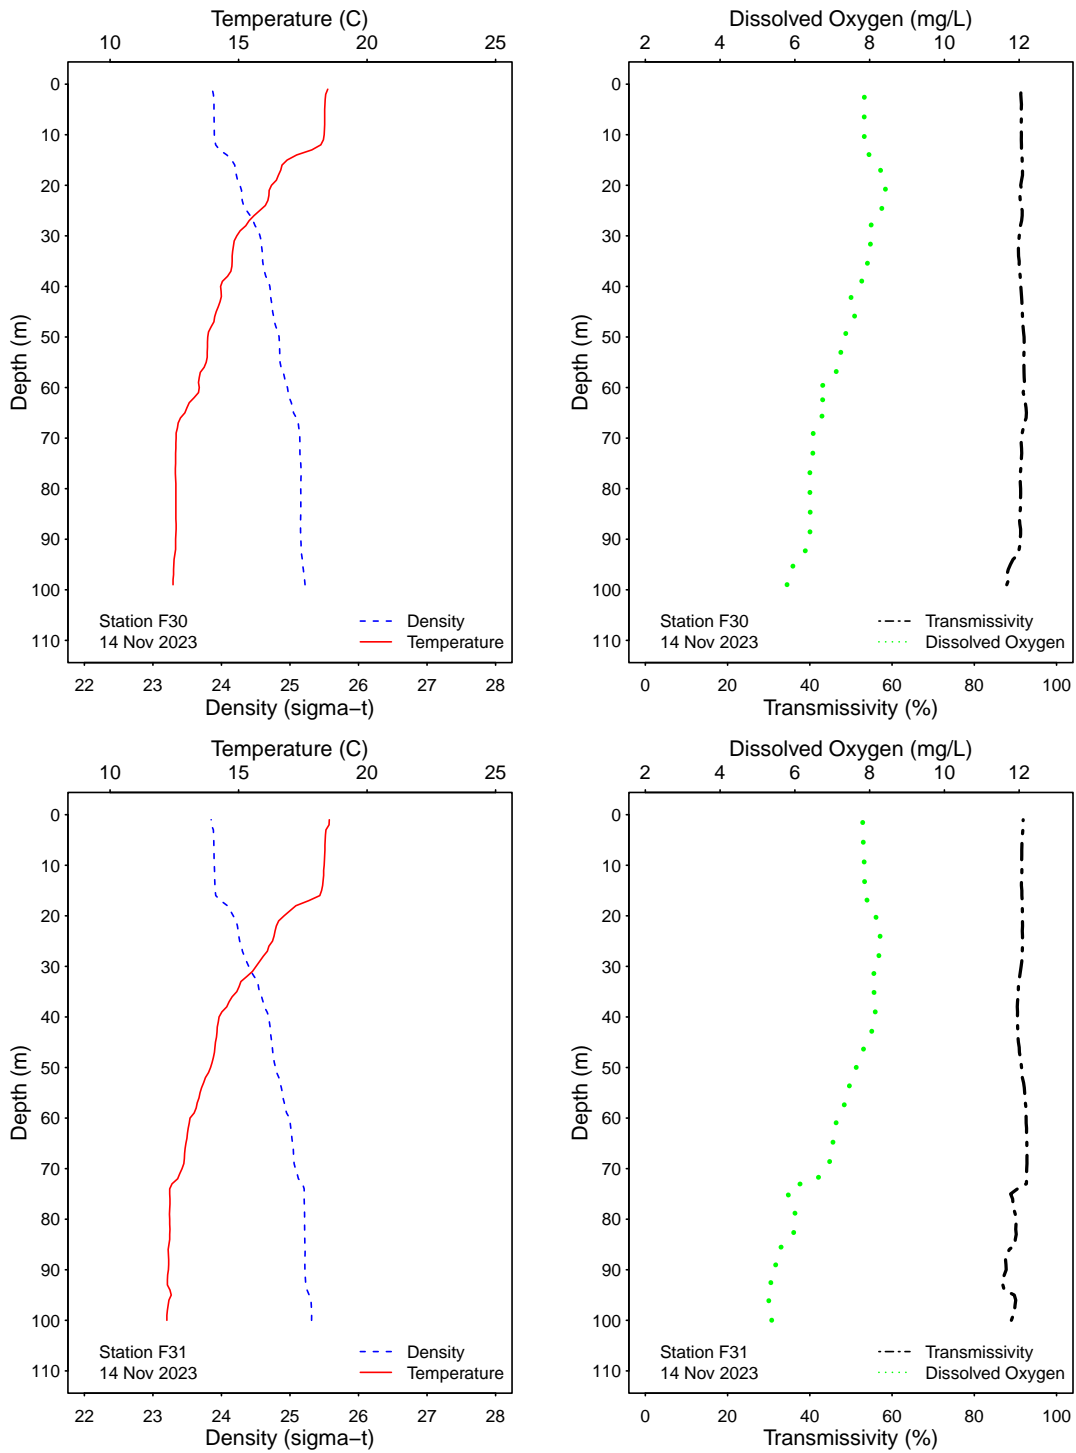 Temperature (C)
10 15 20 25
0
10
20
30
40
50
60
70
80
90
100
110
Depth (m)
Station F30
14 Nov 2023
Density
Temperature
22 23 24 25 26 27 28
Density (sigma−t)
Dissolved Oxygen (mg/L)
2 4 6 8 10 12
0
10
20
30
40
50
60
70
80
90
100
110
Depth (m)
Station F30
14 Nov 2023
Transmissivity
Dissolved Oxygen
0 20 40 60 80 100
Transmissivity (%)
Temperature (C)
10 15 20 25
0
10
20
30
40
50
60
70
80
90
100
110
Depth (m)
Station F31
14 Nov 2023
Density
Temperature
22 23 24 25 26 27 28
Density (sigma−t)
Dissolved Oxygen (mg/L)
2 4 6 8 10 12
0
10
20
30
40
50
60
70
80
90
100
110
Depth (m)
Station F31
14 Nov 2023
Transmissivity
Dissolved Oxygen
0 20 40 60 80 100
Transmissivity (%)